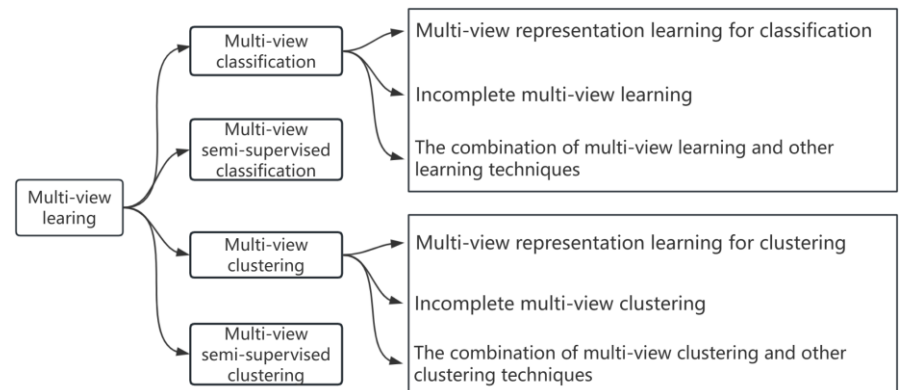 Multi-view
learing
Multi-view
classification
Multi-view
semi-supervised
classification
Multi-view
clustering
Multi-view
semi-supervised
clustering
Multi-view representation learning for classification
Incomplete multi-view learning
The combination of multi-view learning and other
learning techniques
Multi-view representation learning for clustering
Incomplete multi-view clustering
The combination of multi-view clustering and other
clustering techniques